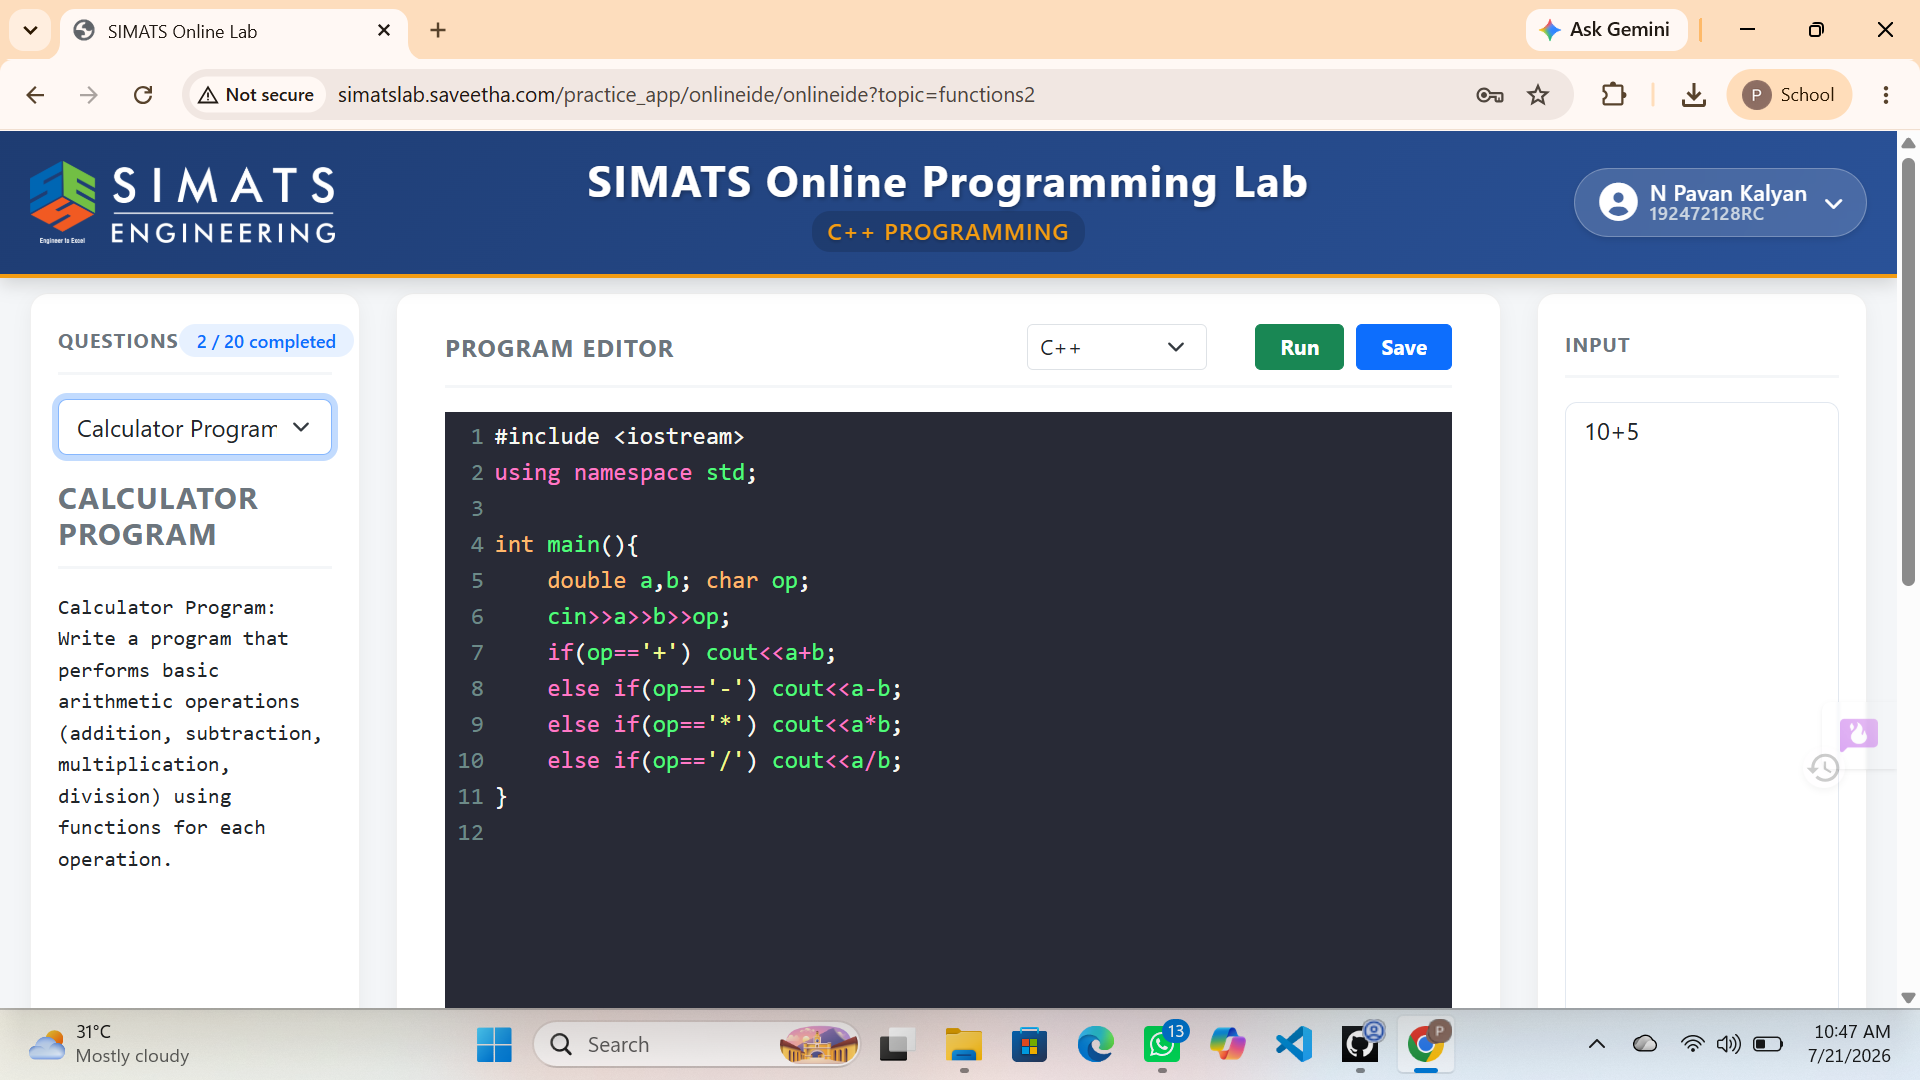 SIMATS Online Lab
Ask Gemini
Not secure
simatslab.saveetha.com/practice_app/onlineide/onlineide?topic=functions2
P
School
SIMATS
ENGINEERING
Engineer to Excel
SIMATS Online Programming Lab
C++ PROGRAMMING
N Pavan Kalyan
192472128RC
QUESTIONS
2 / 20 completed
Calculator Program
CALCULATOR
PROGRAM
Calculator Program:
Write a program that
performs basic
arithmetic operations
(addition, subtraction,
multiplication,
division) using
functions for each
operation.
PROGRAM EDITOR
C++
Run
Save
1 #include <iostream>
2 using namespace std;
3
4 int main(){
5     double a,b; char op;
6     cin>>a>>b>>op;
7     if(op=='+') cout<<a+b;
8     else if(op=='-') cout<<a-b;
9     else if(op=='*') cout<<a*b;
10     else if(op=='/') cout<<a/b;
11 }
12
INPUT
10+5
31°C
Mostly cloudy
Search
13
P
10:47 AM
7/21/2026